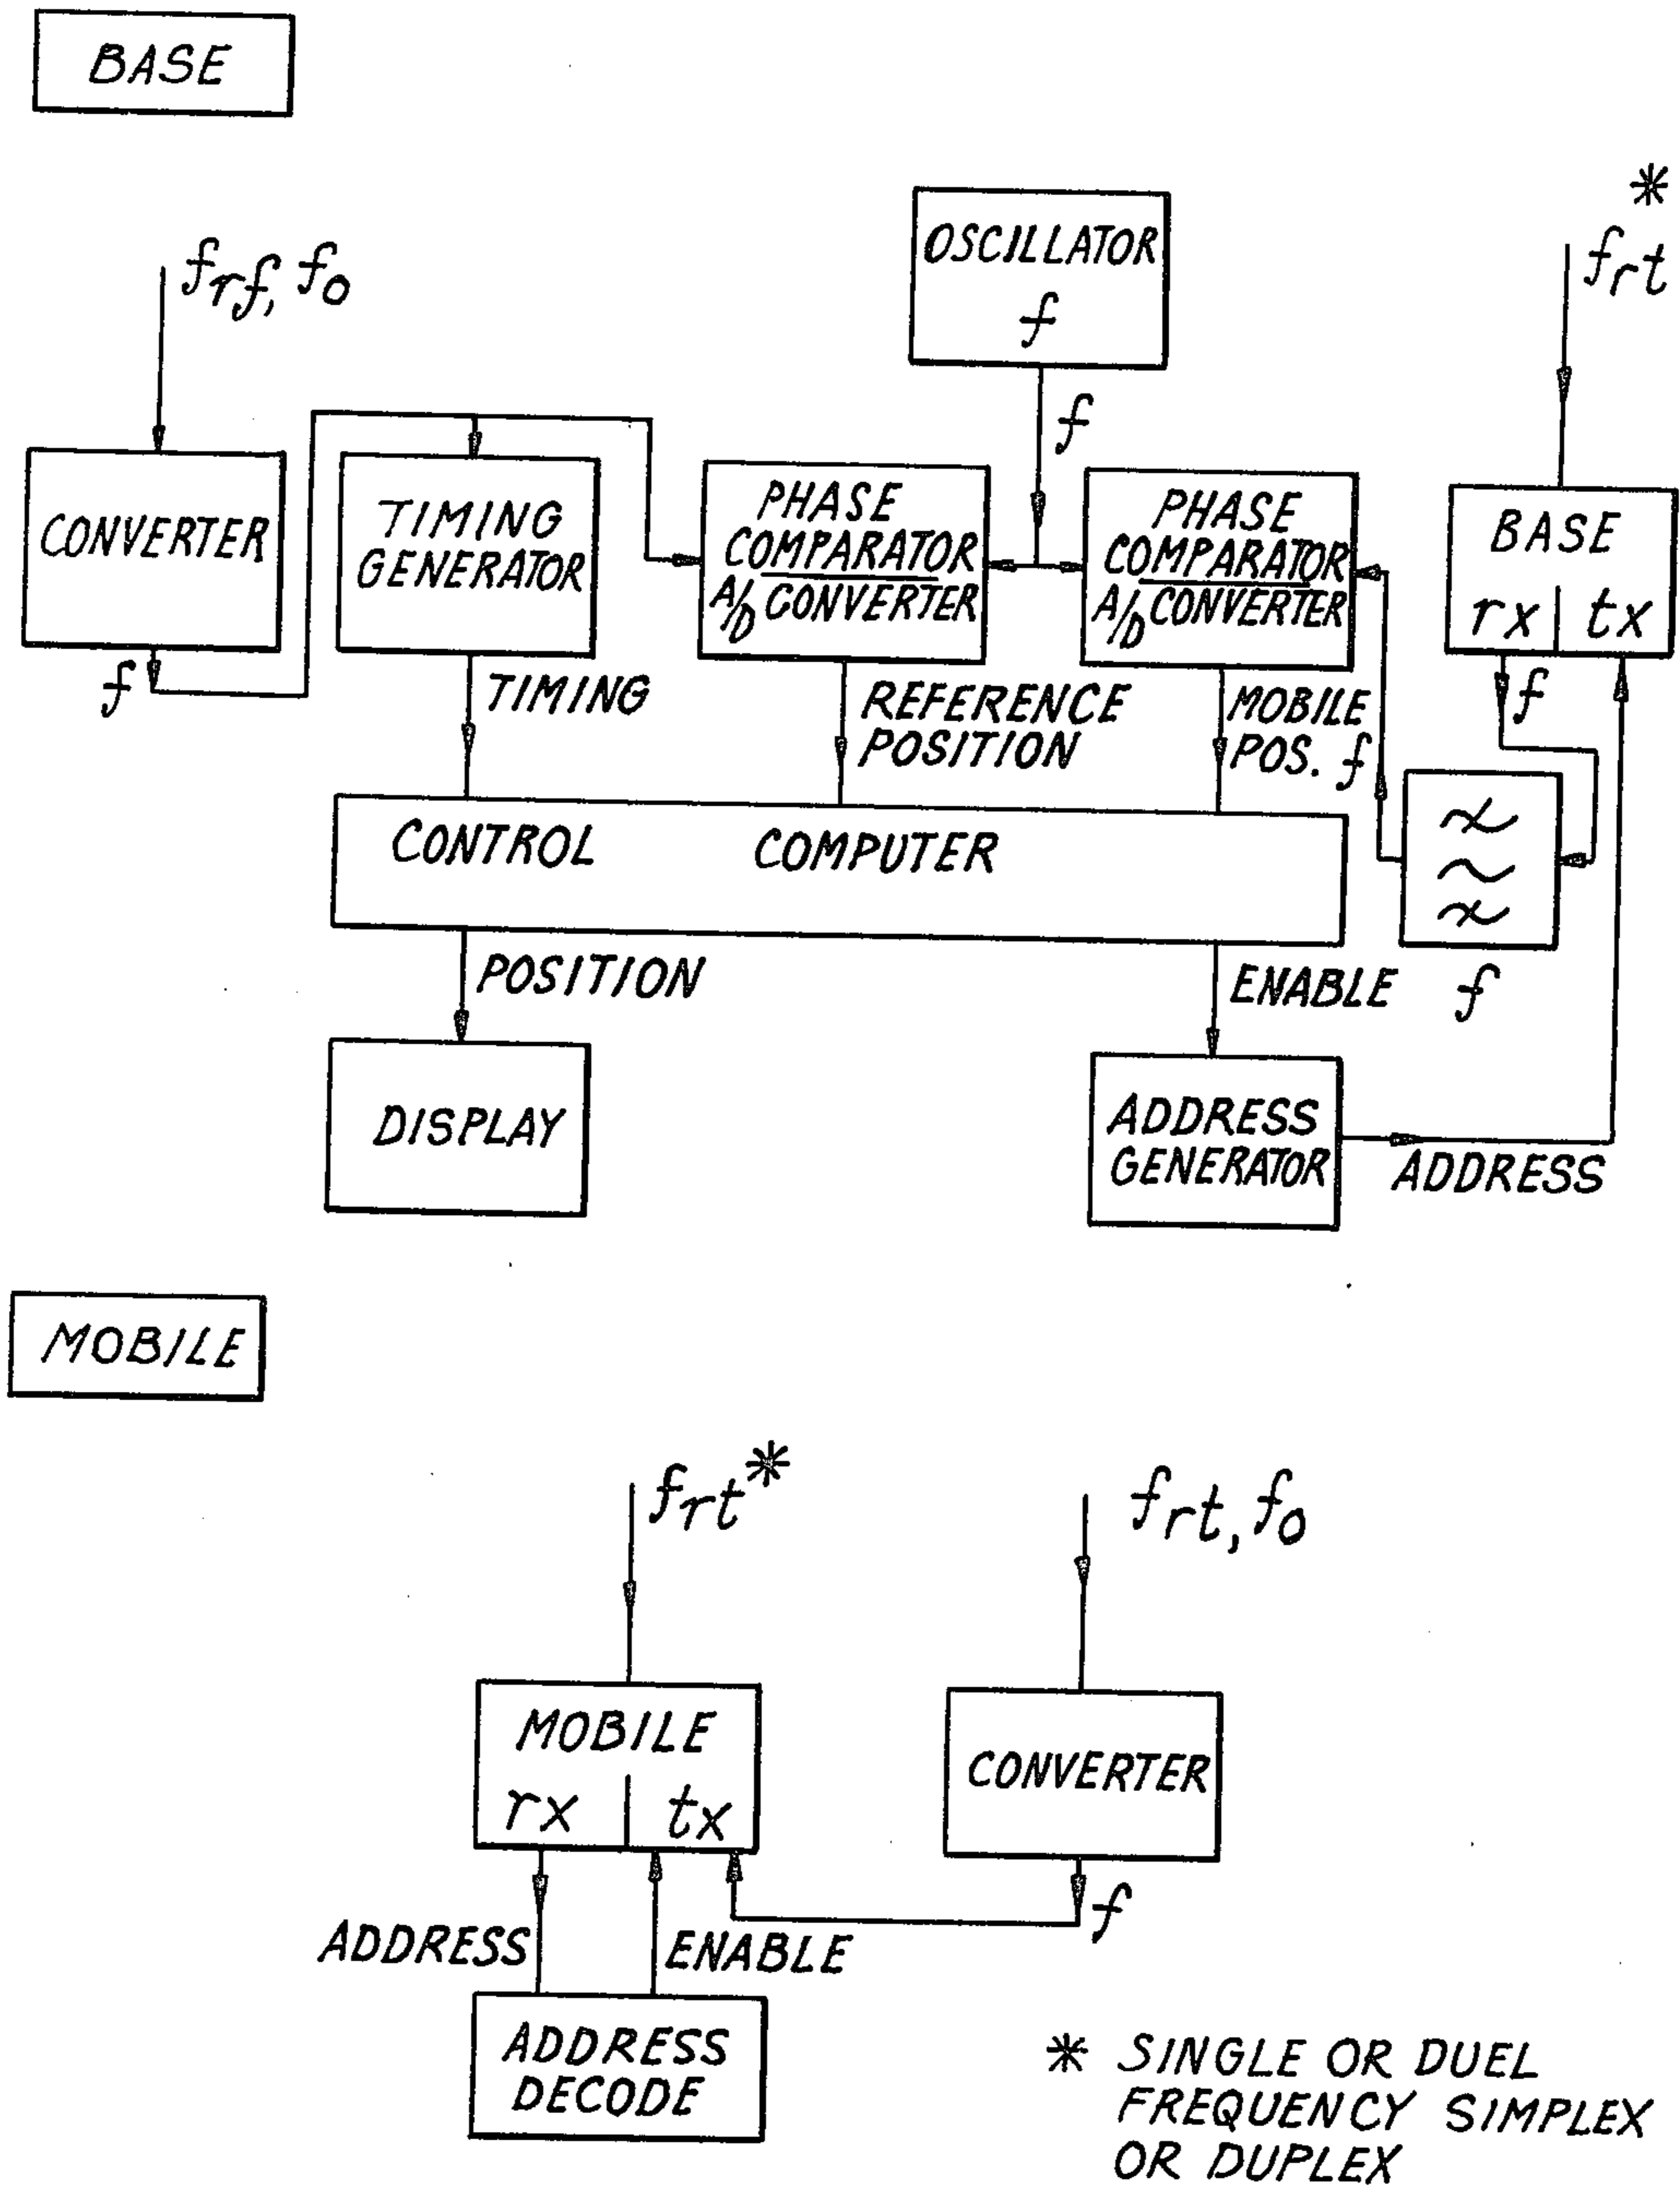 BASE
f_rf, f_o
OSCILLATOR
f
*
f_rt
f
CONVERTER
f
TIMING
GENERATOR
PHASE
COMPARATOR
A/D CONVERTER
PHASE
COMPARATOR
A/D CONVERTER
BASE
rx | tx
f
TIMING
REFERENCE
POSITION
MOBILE
POS. f
CONTROL COMPUTER
f
POSITION
ENABLE
DISPLAY
ADDRESS
GENERATOR
ADDRESS
MOBILE
f_rt*
f_rt, f_o
MOBILE
rx | tx
CONVERTER
f
ADDRESS
ENABLE
ADDRESS
DECODE
* SINGLE OR DUEL
FREQUENCY SIMPLEX
OR DUPLEX